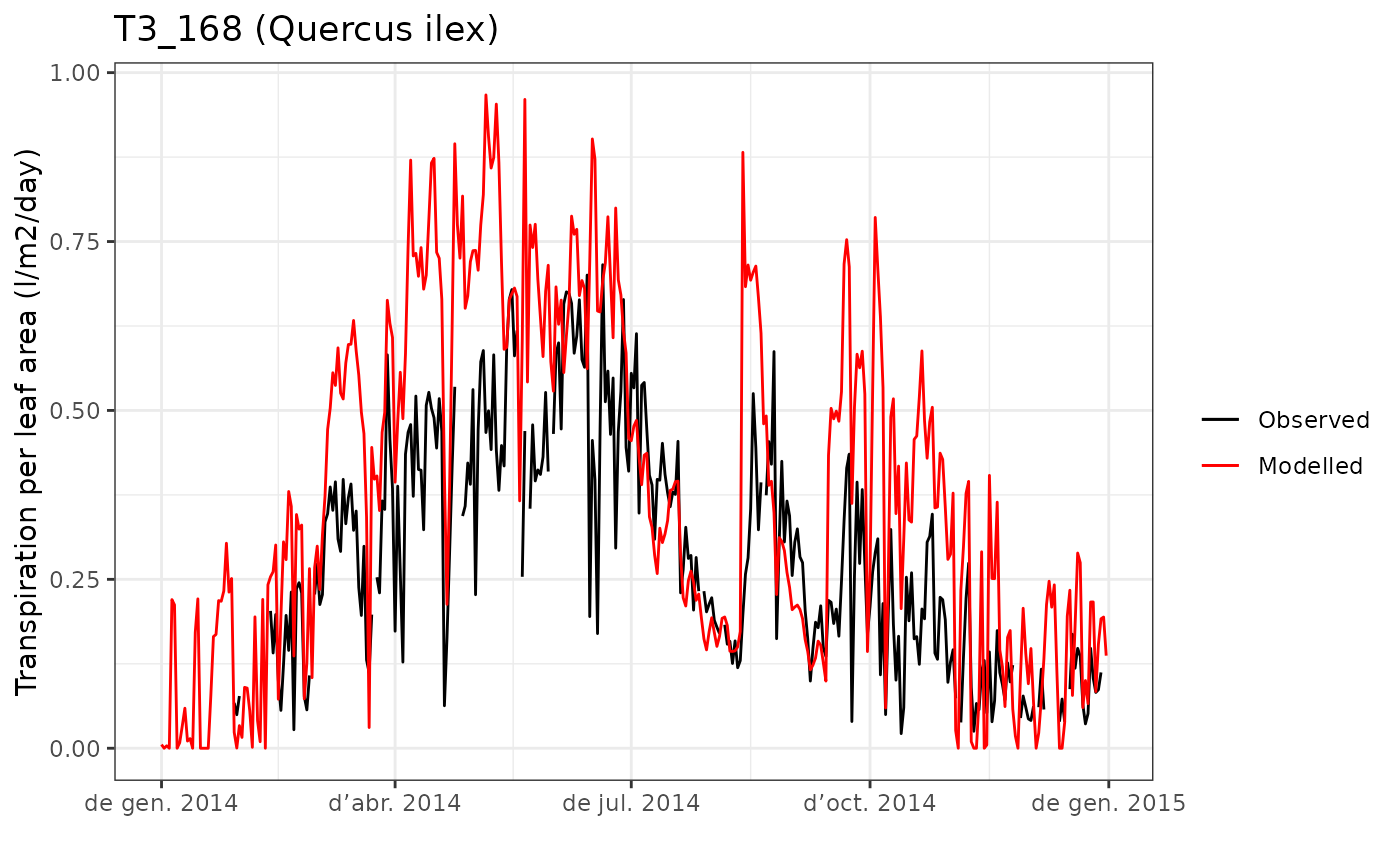 T3_168 (Quercus ilex)
Transpiration per leaf area (l/m2/day)
1.00
0.75
0.50
0.25
0.00
de gen. 2014
d’abr. 2014
de jul. 2014
d’oct. 2014
de gen. 2015
Observed
Modelled